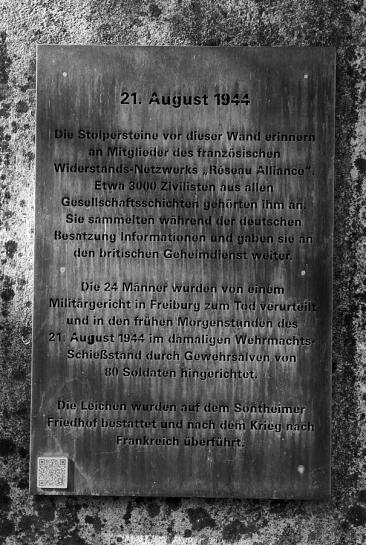 21. August 1944
Die Stolpersteine vor dieser Wand erinnern
an Mitglieder des französischen
Widerstands-Netzwerks „Réseau Alliance“.
Etwa 3000 Zivilisten aus allen
Gesellschaftsschichten gehörten ihm an.
Sie sammelten während der deutschen
Besatzung Informationen und gaben sie an
den britischen Geheimdienst weiter.
Die 24 Männer wurden von einem
Militärgericht in Freiburg zum Tod verurteilt
und in den frühen Morgenstunden des
21. August 1944 im damaligen Wehrmachts-
Schießstand durch Gewehrsalven von
80 Soldaten hingerichtet.
Die Leichen wurden auf dem Sontheimer
Friedhof bestattet und nach dem Krieg nach
Frankreich überführt.